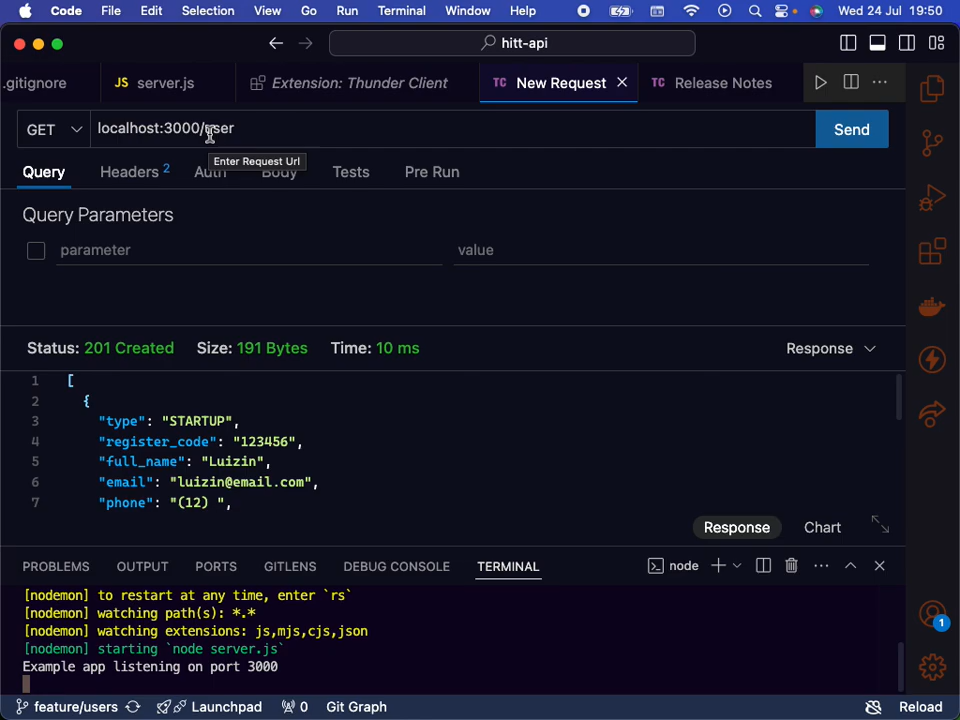 Code File Edit Selection View Go Run Terminal Window Help Wed 24 Jul 19:50
hitt-api
.gitignore JS server.js Extension: Thunder Client TC New Request TC Release Notes
GET localhost:3000/user Send
Enter Request Url
Query Headers 2 Auth Body Tests Pre Run
Query Parameters
parameter value
Status: 201 Created Size: 191 Bytes Time: 10 ms Response
1 [
2 {
3 "type": "STARTUP",
4 "register_code": "123456",
5 "full_name": "Luizin",
6 "email": "luizin@email.com",
7 "phone": "(12) ",
Response Chart
PROBLEMS OUTPUT PORTS GITLENS DEBUG CONSOLE TERMINAL node
[nodemon] to restart at any time, enter `rs`
[nodemon] watching path(s): *.*
[nodemon] watching extensions: js,mjs,cjs,json
[nodemon] starting `node server.js`
Example app listening on port 3000
1
feature/users Launchpad 0 Git Graph Reload